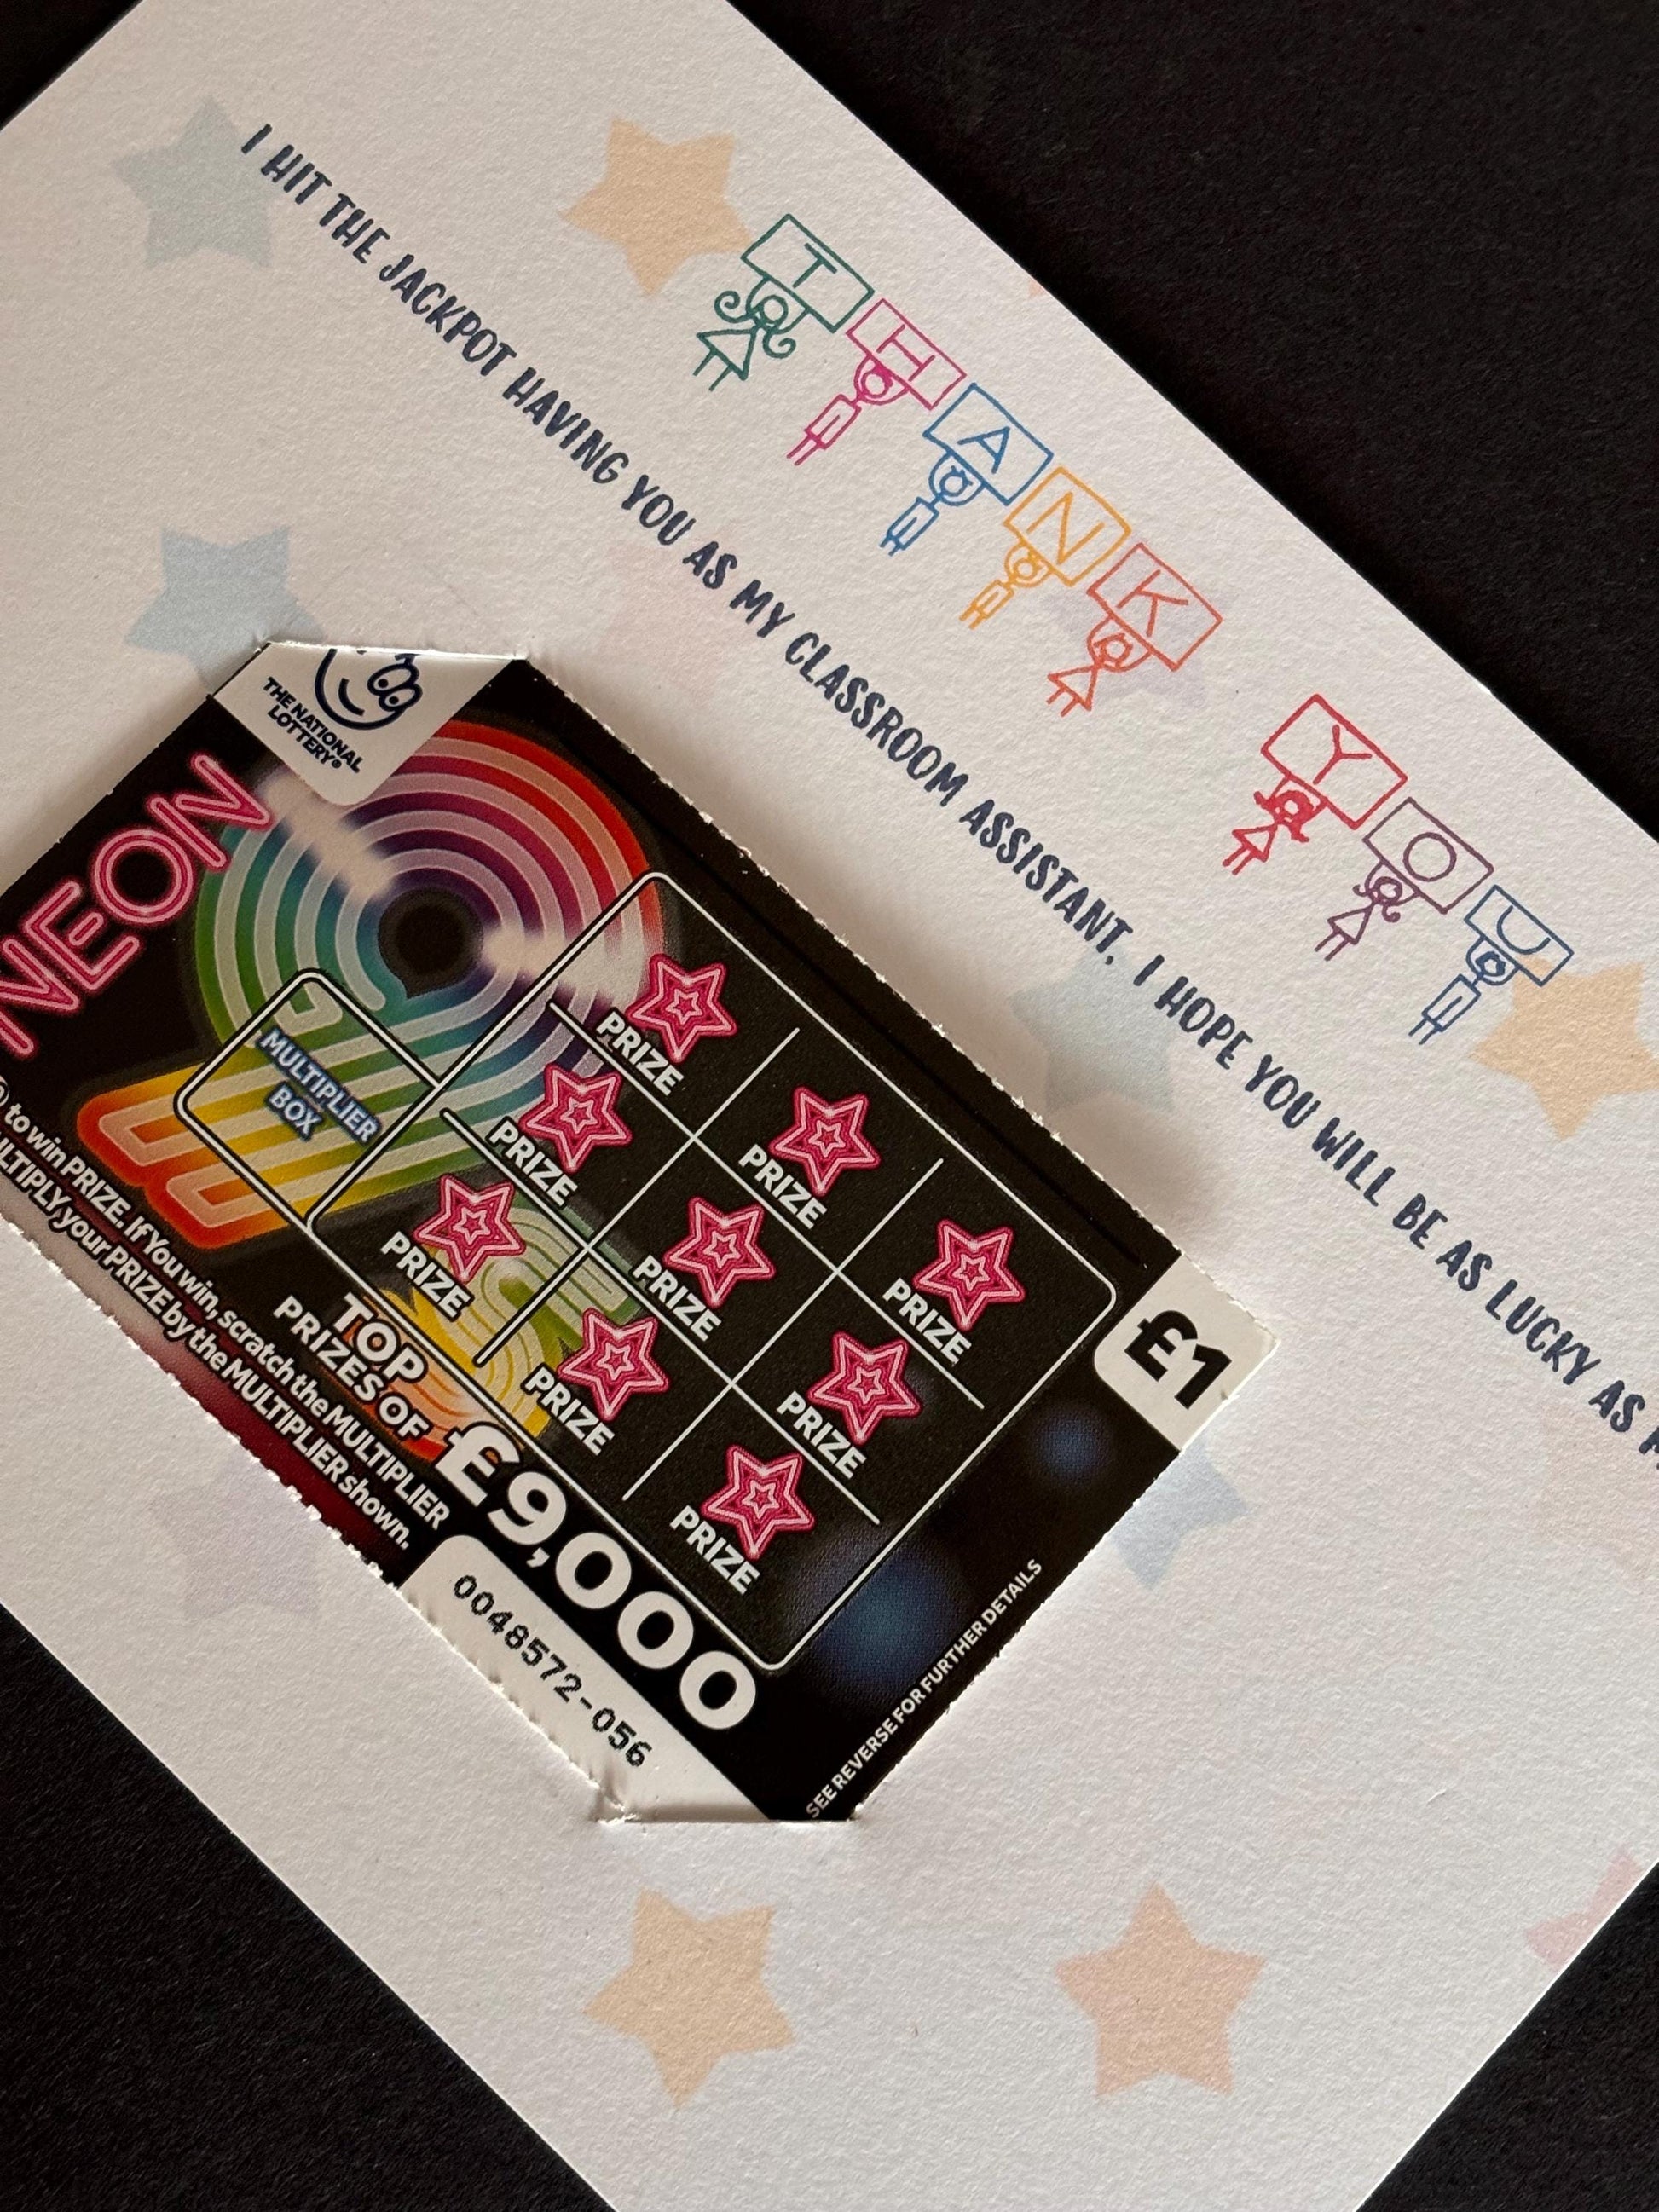 THANK YOU
I HIT THE JACKPOT HAVING YOU AS MY CLASSROOM ASSISTANT. I HOPE YOU WILL BE AS LUCKY AS
THE NATIONAL
LOTTERY®
NEON
9
MULTIPLIER
BOX
PRIZE PRIZE PRIZE
PRIZE PRIZE PRIZE
PRIZE PRIZE PRIZE
£1
to win PRIZE. If You win, scratch the MULTIPLIER
MULTIPLY your PRIZE by the MULTIPLIER shown.
TOP
PRIZES OF
£9,000
0048572-056
SEE REVERSE FOR FURTHER DETAILS